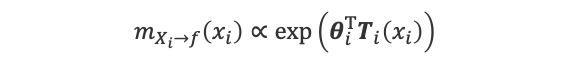 m_{X_i→f}(x_i) ∝ exp(θ_i^T T_i(x_i))